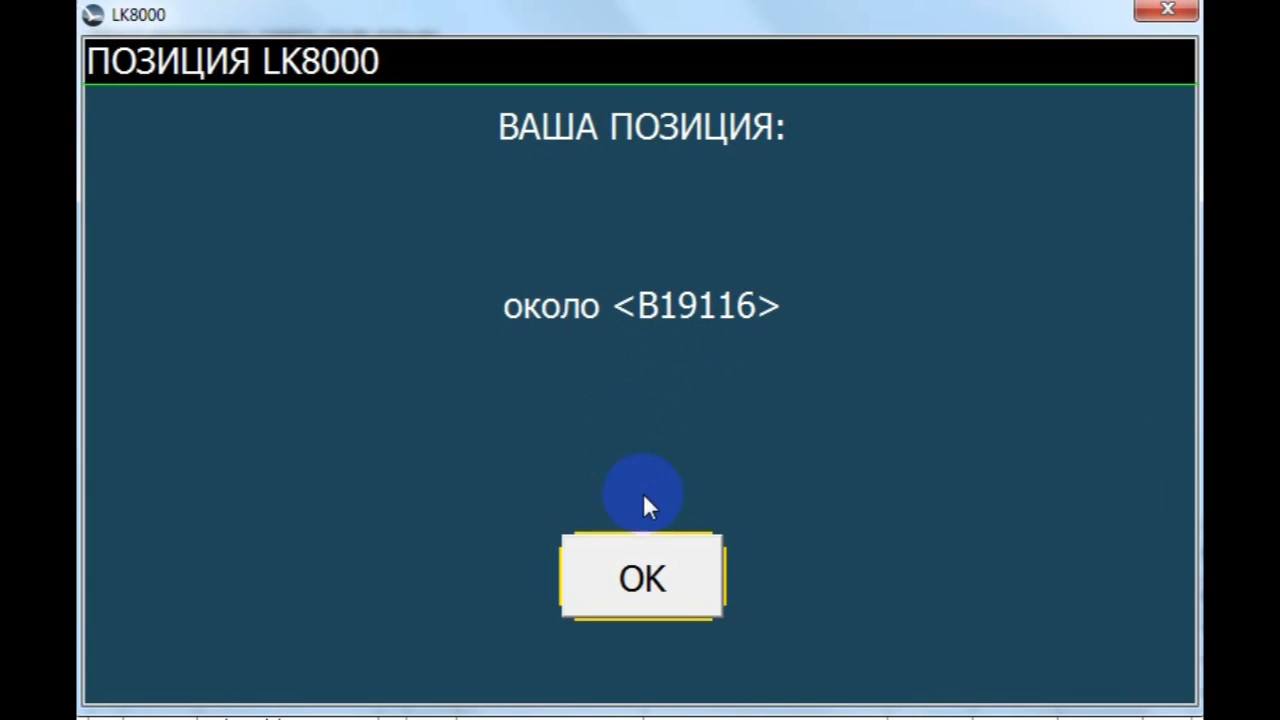 LK8000
ПОЗИЦИЯ LK8000
ВАША ПОЗИЦИЯ:
около <B19116>
OK